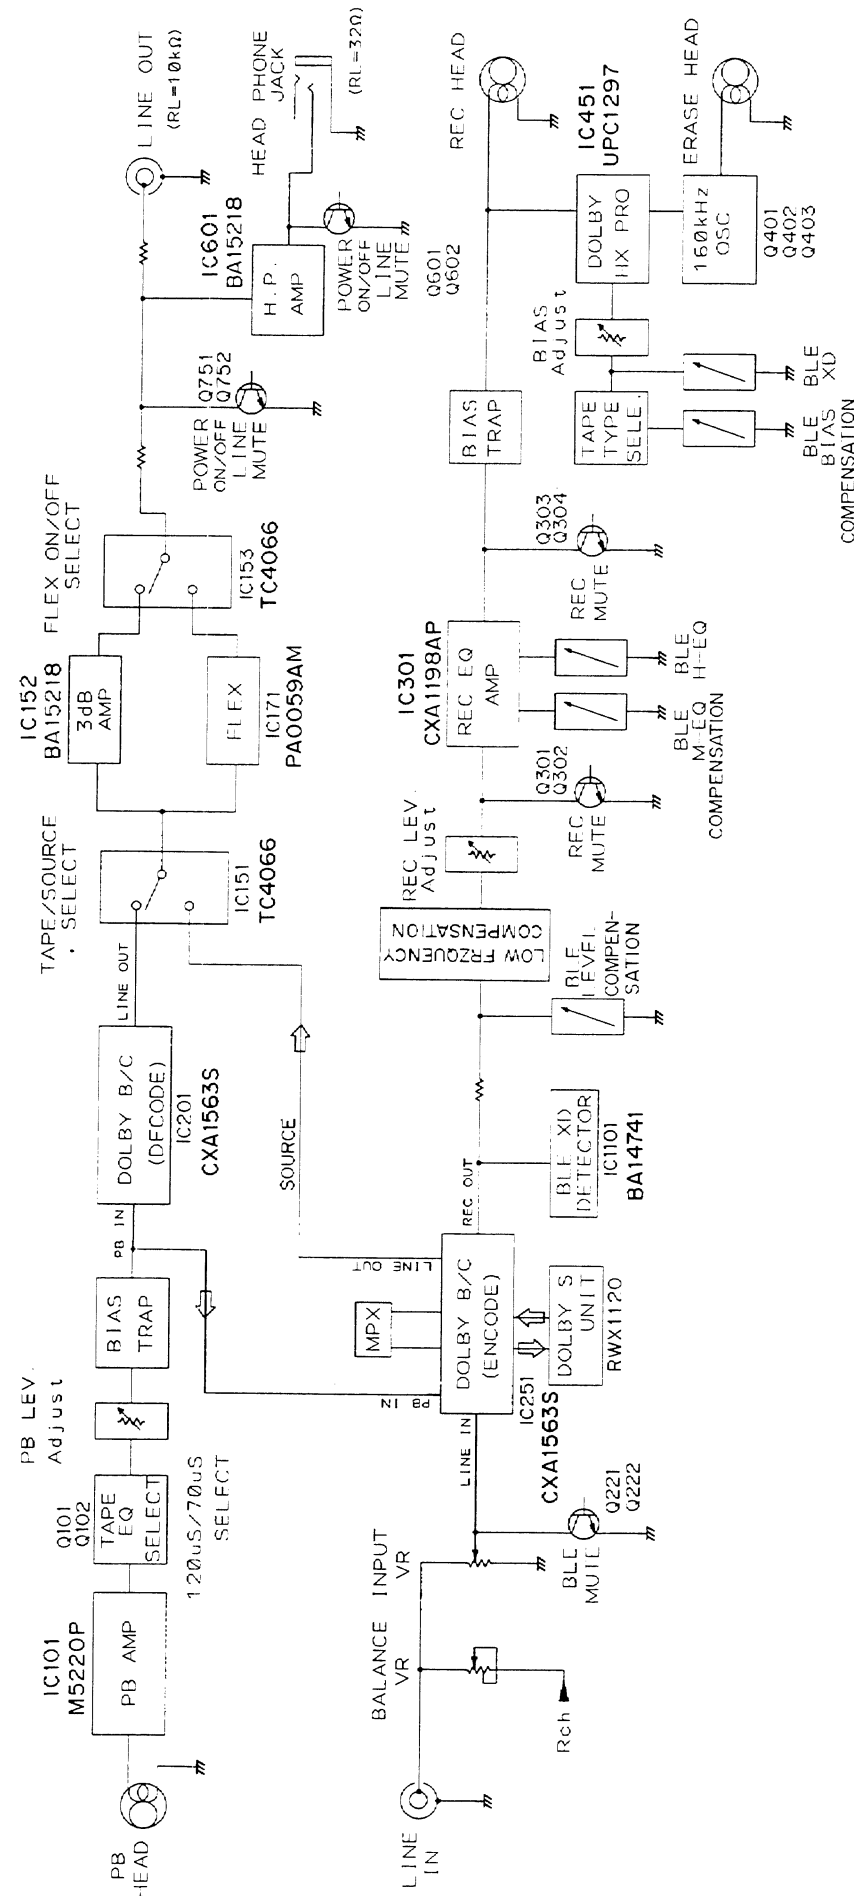 PB
HEAD
IC101
M5220P
PB AMP
Q101
Q102
TAPE
EQ
SELECT
120uS/70uS
SELECT
PB LEV.
Adjust
BIAS
TRAP
PB IN
DOLBY B/C
(DECODE)
IC201
CXA1563S
LINE OUT
TAPE/SOURCE
SELECT
IC151
TC4066
IC152
BA15218
3dB
AMP
FLEX
IC171
PA0059AM
FLEX ON/OFF
SELECT
IC153
TC4066
POWER
ON/OFF
LINE
MUTE
Q751
Q752
IC601
BA15218
H.P.
AMP
LINE OUT
(RL=10kΩ)
HEAD PHONE
JACK
(RL=32Ω)
POWER
ON/OFF
LINE
MUTE
Q601
Q602
SOURCE
LINE
IN
BALANCE
VR
Rch
INPUT
VR
BLE
MUTE
Q221
Q222
LINE IN
PB IN
LINE OUT
MPX
DOLBY B/C
(ENCODE)
IC251
CXA1563S
DOLBY S
UNIT
RWX1120
REC OUT
BLE XD
DETECTOR
IC1101
BA14741
BLE
LEVEL
COMPEN-
SATION
LOW FRZQUENCY
COMPENSATION
REC LEV.
Adjust
REC
MUTE
Q301
Q302
IC301
CXA1198AP
REC EQ
AMP
BLE
M-EQ
COMPENSATION
BLE
H-EQ
REC
MUTE
Q303
Q304
BIAS
TRAP
TAPE
TYPE
SELE.
BLE
BIAS
COMPENSATION
BLE
XD
BIAS
Adjust
DOLBY
HX PRO
IC451
UPC1297
REC HEAD
160kHz
OSC
Q401
Q402
Q403
ERASE HEAD